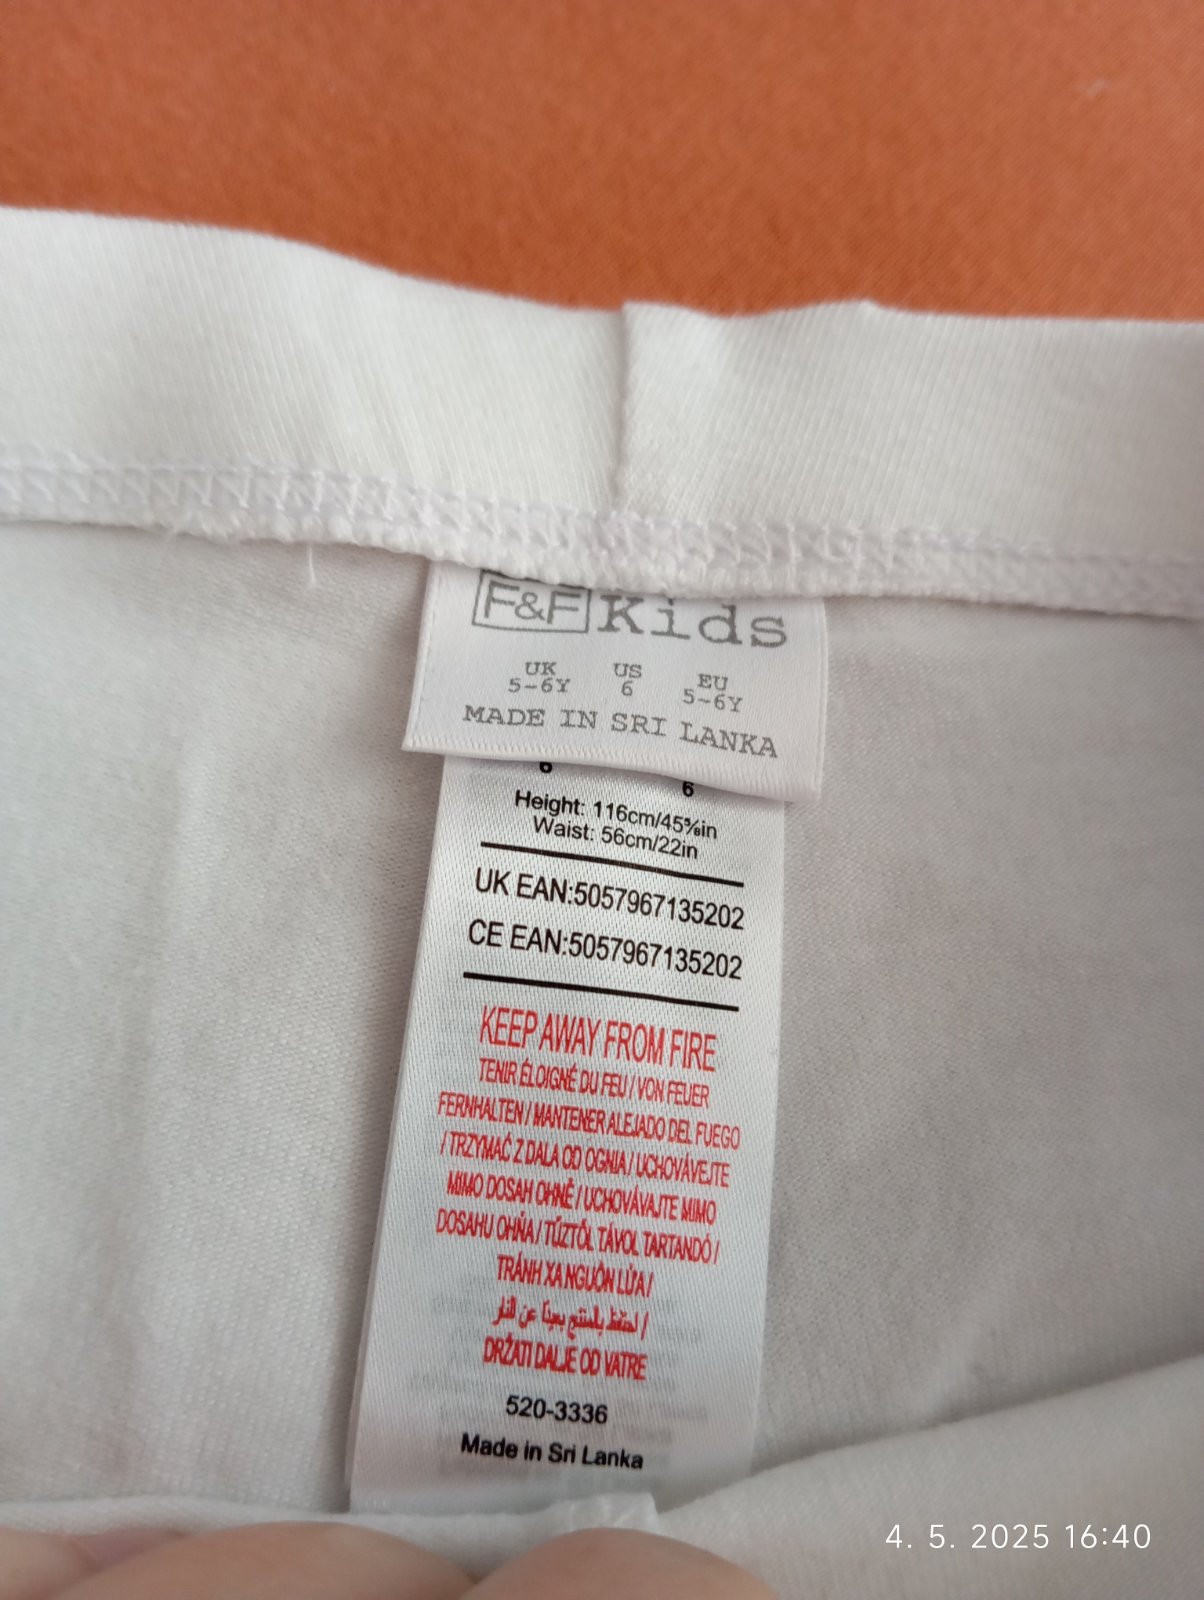 F&F Kids
UK US EU
5-6Y 6 5-6Y
MADE IN SRI LANKA
6 6
Height: 116cm/45⅝in
Waist: 56cm/22in
UK EAN:5057967135202
CE EAN:5057967135202
KEEP AWAY FROM FIRE
TENIR ÉLOIGNÉ DU FEU / VON FEUER
FERNHALTEN / MANTENER ALEJADO DEL FUEGO
/ TRZYMAĆ Z DALA OD OGNIA / UCHOVÁVEJTE
MIMO DOSAH OHNĚ / UCHOVÁVAJTE MIMO
DOSAHU OHŇA / TŰZTŐL TÁVOL TARTANDÓ /
TRÁNH XA NGUỒN LỬA /
/ احتفظ بالمنتج بعيدًا عن النار
DRŽATI DALJE OD VATRE
520-3336
Made in Sri Lanka
4. 5. 2025 16:40